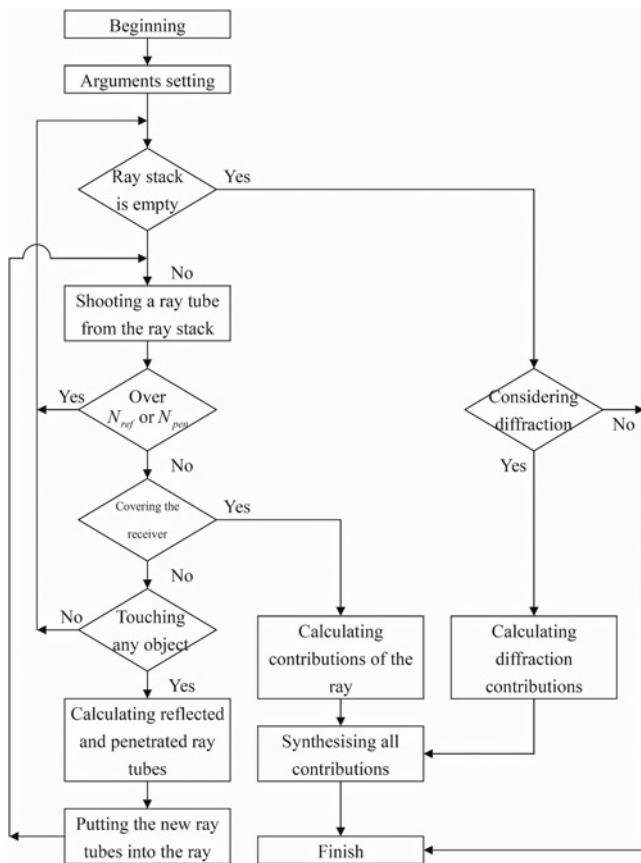 Beginning
Arguments setting
Ray stack
is empty
Yes
No
Shooting a ray tube
from the ray stack
Yes
Over
N_ref or N_pen
No
Considering
diffraction
No
Yes
Covering the
receiver
Yes
No
No
Touching
any object
Yes
Calculating
contributions of the
ray
Calculating
diffraction
contributions
Calculating reflected
and penetrated ray
tubes
Synthesising all
contributions
Putting the new ray
tubes into the ray
Finish